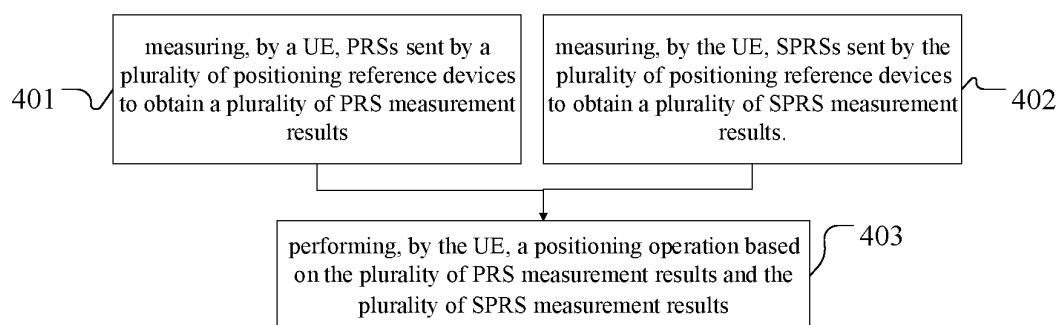 measuring, by a UE, PRSs sent by a
plurality of positioning reference devices
to obtain a plurality of PRS measurement
results
401
measuring, by the UE, SPRSs sent by the
plurality of positioning reference devices
to obtain a plurality of SPRS measurement
results.
402
performing, by the UE, a positioning operation based
on the plurality of PRS measurement results and the
plurality of SPRS measurement results
403